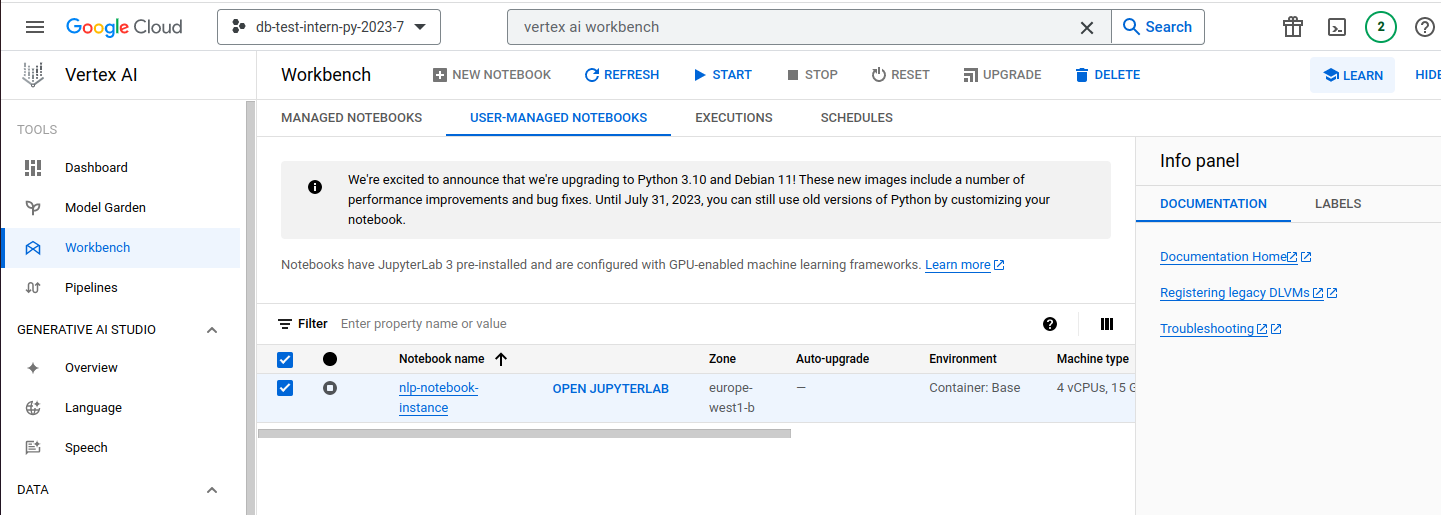 Google Cloud
db-test-intern-py-2023-7
vertex ai workbench
Search
2
Vertex AI
Workbench
NEW NOTEBOOK
REFRESH
START
STOP
RESET
UPGRADE
DELETE
LEARN
HIDE
TOOLS
Dashboard
Model Garden
Workbench
Pipelines
GENERATIVE AI STUDIO
Overview
Language
Speech
DATA
MANAGED NOTEBOOKS
USER-MANAGED NOTEBOOKS
EXECUTIONS
SCHEDULES
We're excited to announce that we're upgrading to Python 3.10 and Debian 11! These new images include a number of
performance improvements and bug fixes. Until July 31, 2023, you can still use old versions of Python by customizing your
notebook.
Notebooks have JupyterLab 3 pre-installed and are configured with GPU-enabled machine learning frameworks. Learn more
Filter Enter property name or value
Notebook name
Zone
Auto-upgrade
Environment
Machine type
nlp-notebook-
instance
OPEN JUPYTERLAB
europe-
west1-b
—
Container: Base
4 vCPUs, 15 G
Info panel
DOCUMENTATION
LABELS
Documentation Home
Registering legacy DLVMs
Troubleshooting